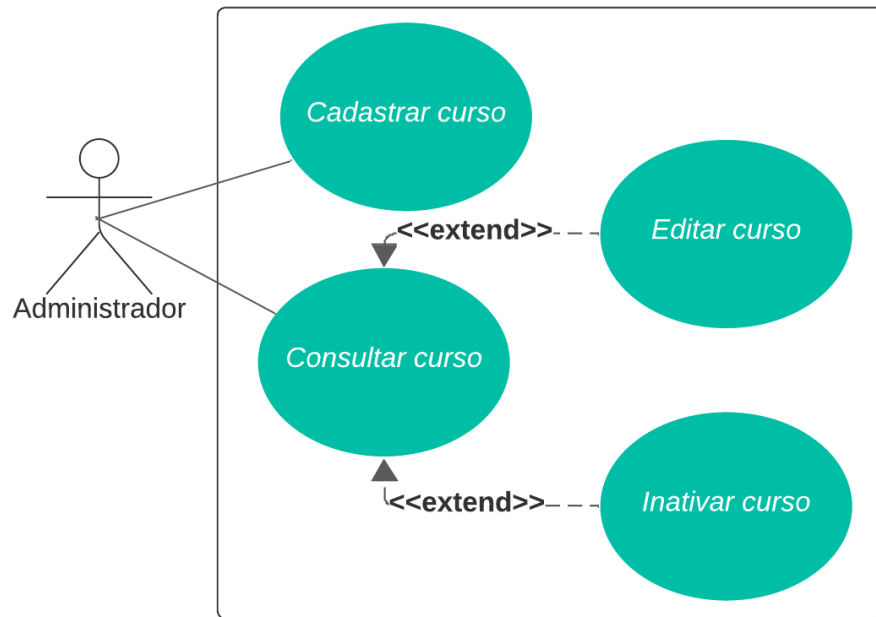 Cadastrar curso
<<extend>>
Editar curso
Administrador
Consultar curso
<<extend>>
Inativar curso